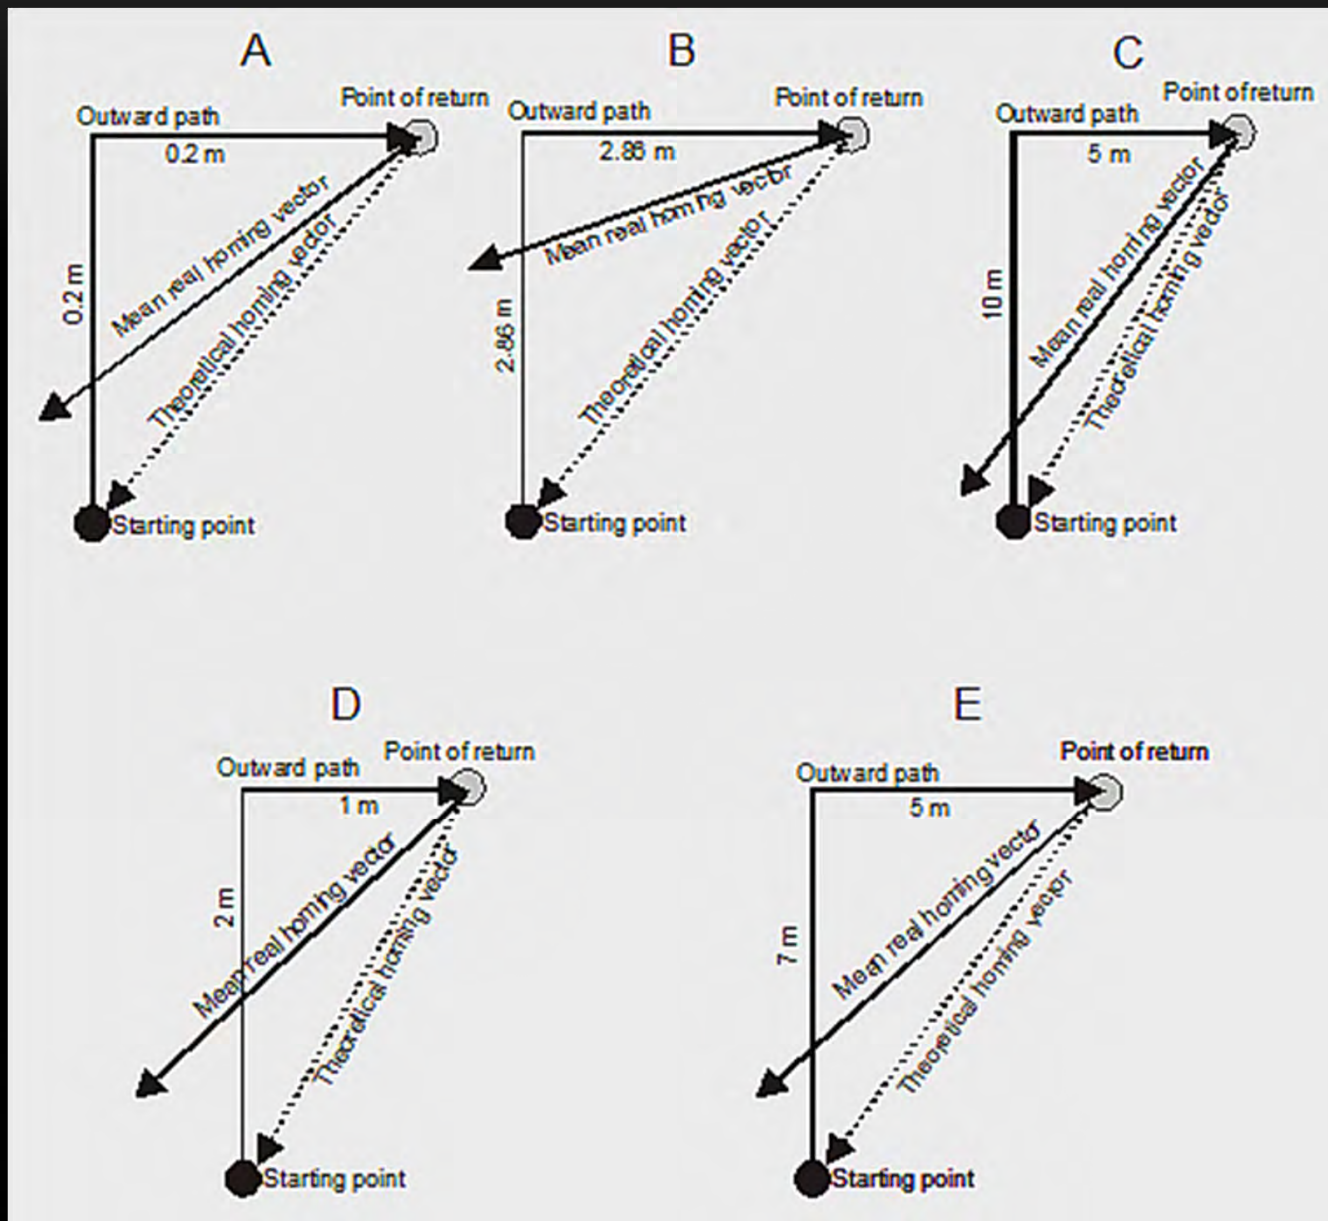 A
B
C
Outward path
Point of return
0.2 m
0.2 m
Mean real homing vector
Theoretical homing vector
Starting point
Outward path
Point of return
2.86 m
2.86 m
Mean real homing vector
Theoretical homing vector
Starting point
Outward path
Point of return
5 m
10 m
Mean real homing vector
Theoretical homing vector
Starting point
D
E
Outward path
Point of return
1 m
2 m
Mean real homing vector
Theoretical homing vector
Starting point
Outward path
Point of return
5 m
7 m
Mean real homing vector
Theoretical homing vector
Starting point